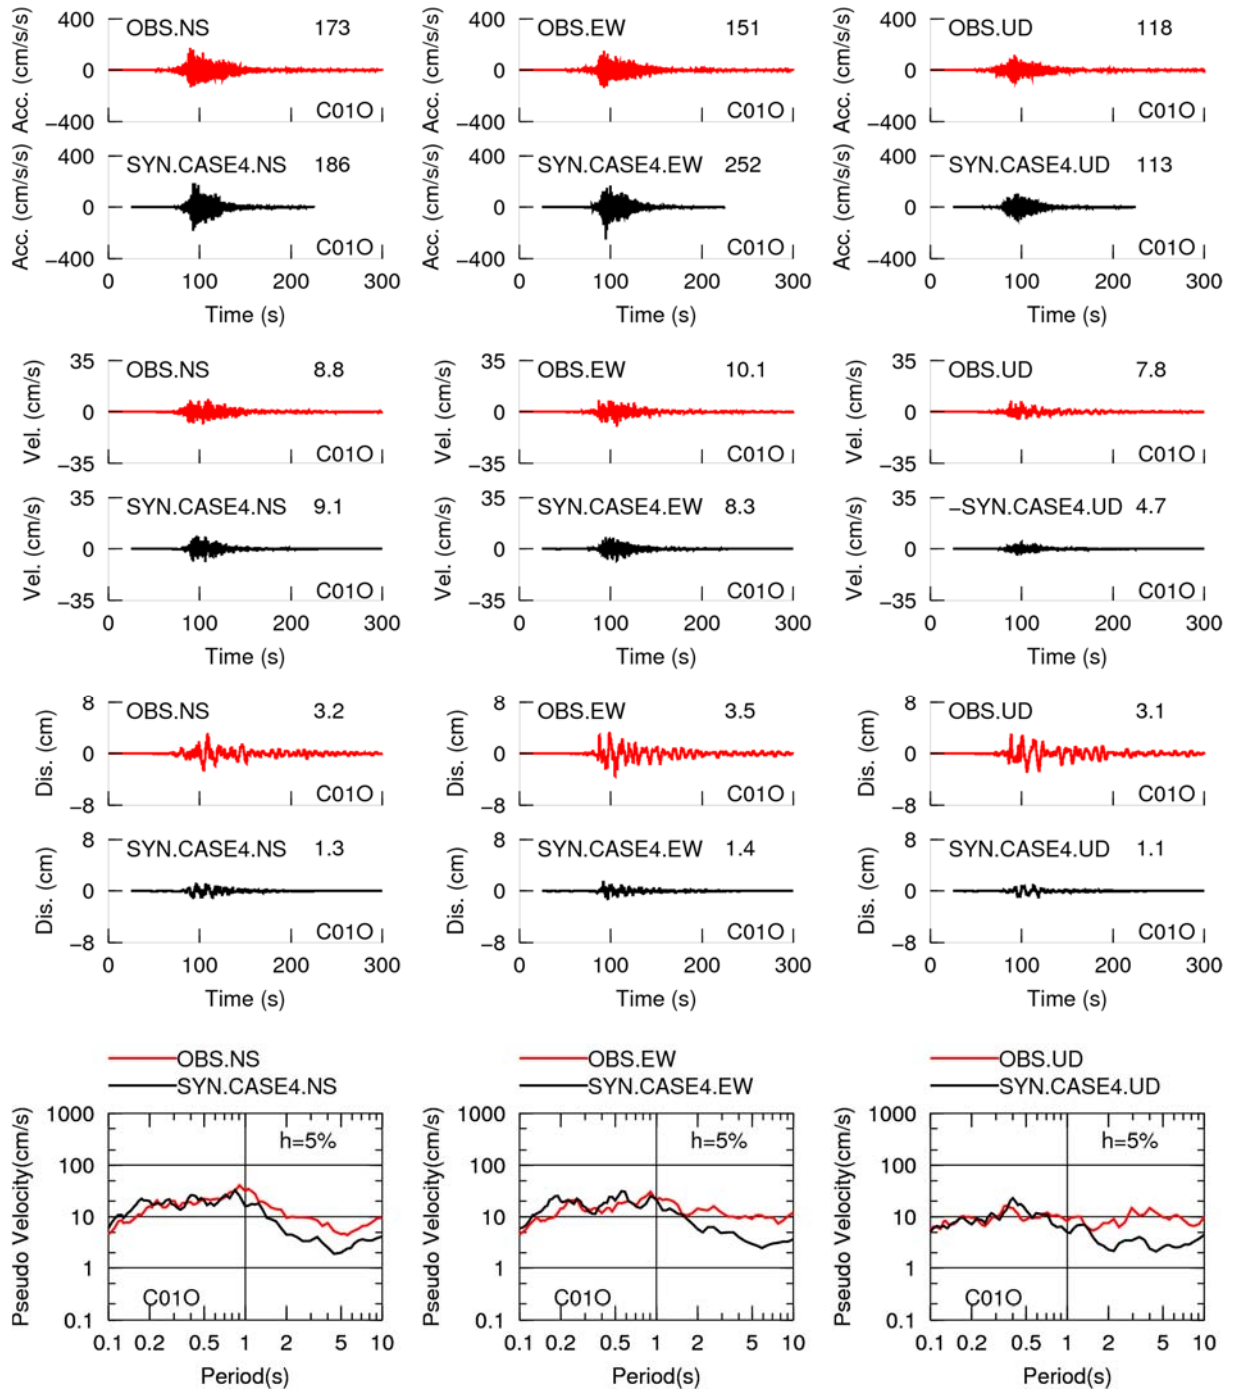 400 OBS.NS 173
0
−400 C01O
Acc. (cm/s/s)
400 OBS.EW 151
0
−400 C01O
Acc. (cm/s/s)
400 OBS.UD 118
0
−400 C01O
Acc. (cm/s/s)
400 SYN.CASE4.NS 186
0
−400 C01O
Acc. (cm/s/s)
0 100 200 300
Time (s)
400 SYN.CASE4.EW 252
0
−400 C01O
Acc. (cm/s/s)
0 100 200 300
Time (s)
400 SYN.CASE4.UD 113
0
−400 C01O
Acc. (cm/s/s)
0 100 200 300
Time (s)
35 OBS.NS 8.8
0
−35 C01O
Vel. (cm/s)
35 OBS.EW 10.1
0
−35 C01O
Vel. (cm/s)
35 OBS.UD 7.8
0
−35 C01O
Vel. (cm/s)
35 SYN.CASE4.NS 9.1
0
−35 C01O
Vel. (cm/s)
0 100 200 300
Time (s)
35 SYN.CASE4.EW 8.3
0
−35 C01O
Vel. (cm/s)
0 100 200 300
Time (s)
35 −SYN.CASE4.UD 4.7
0
−35 C01O
Vel. (cm/s)
0 100 200 300
Time (s)
8 OBS.NS 3.2
0
−8 C01O
Dis. (cm)
8 OBS.EW 3.5
0
−8 C01O
Dis. (cm)
8 OBS.UD 3.1
0
−8 C01O
Dis. (cm)
8 SYN.CASE4.NS 1.3
0
−8 C01O
Dis. (cm)
0 100 200 300
Time (s)
8 SYN.CASE4.EW 1.4
0
−8 C01O
Dis. (cm)
0 100 200 300
Time (s)
8 SYN.CASE4.UD 1.1
0
−8 C01O
Dis. (cm)
0 100 200 300
Time (s)
OBS.NS
SYN.CASE4.NS
1000
h=5%
100
10
1
C01O
0.1
Pseudo Velocity(cm/s)
0.1 0.2 0.5 1 2 5 10
Period(s)
OBS.EW
SYN.CASE4.EW
1000
h=5%
100
10
1
C01O
0.1
Pseudo Velocity(cm/s)
0.1 0.2 0.5 1 2 5 10
Period(s)
OBS.UD
SYN.CASE4.UD
1000
h=5%
100
10
1
C01O
0.1
Pseudo Velocity(cm/s)
0.1 0.2 0.5 1 2 5 10
Period(s)